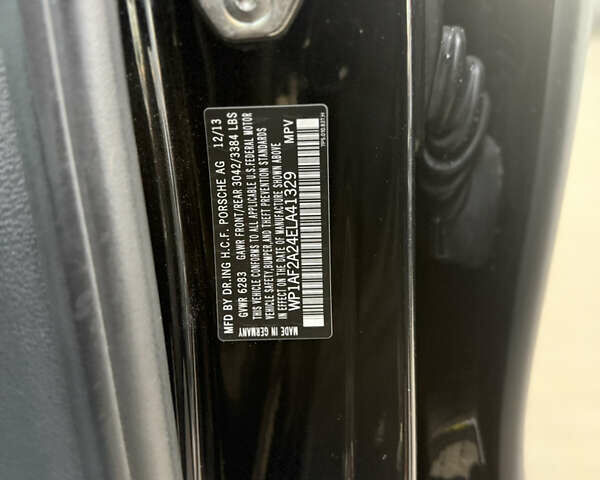 MFD BY DR.ING H.C.F. PORSCHE AG 12/13
GVWR 6283 GAWR FRONT/REAR 3042/3384 LBS
THIS VEHICLE CONFORMS TO ALL APPLICABLE U.S.FEDERAL MOTOR
VEHICLE SAFETY,BUMPER,AND THEFT PREVENTION STANDARDS
IN EFFECT ON THE DATE OF MANUFACTURE SHOWN ABOVE
WP1AF2A24ELA41329 MPV
MADE IN GERMANY